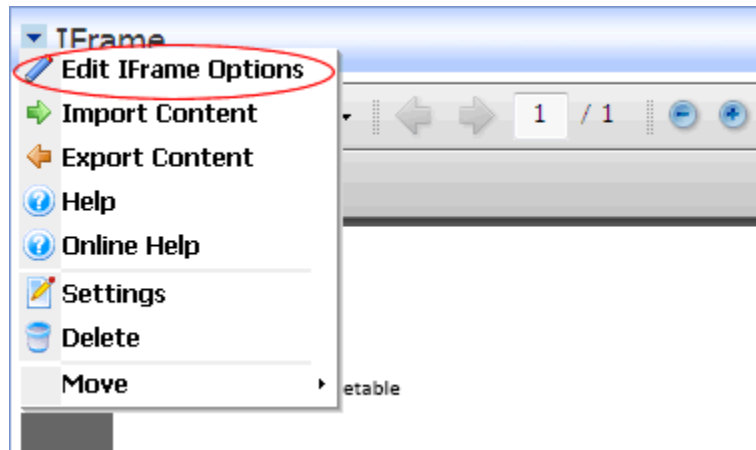 IFrame
Edit IFrame Options
Import Content
1 / 1
Export Content
Help
Online Help
Settings
Delete
Move
etable